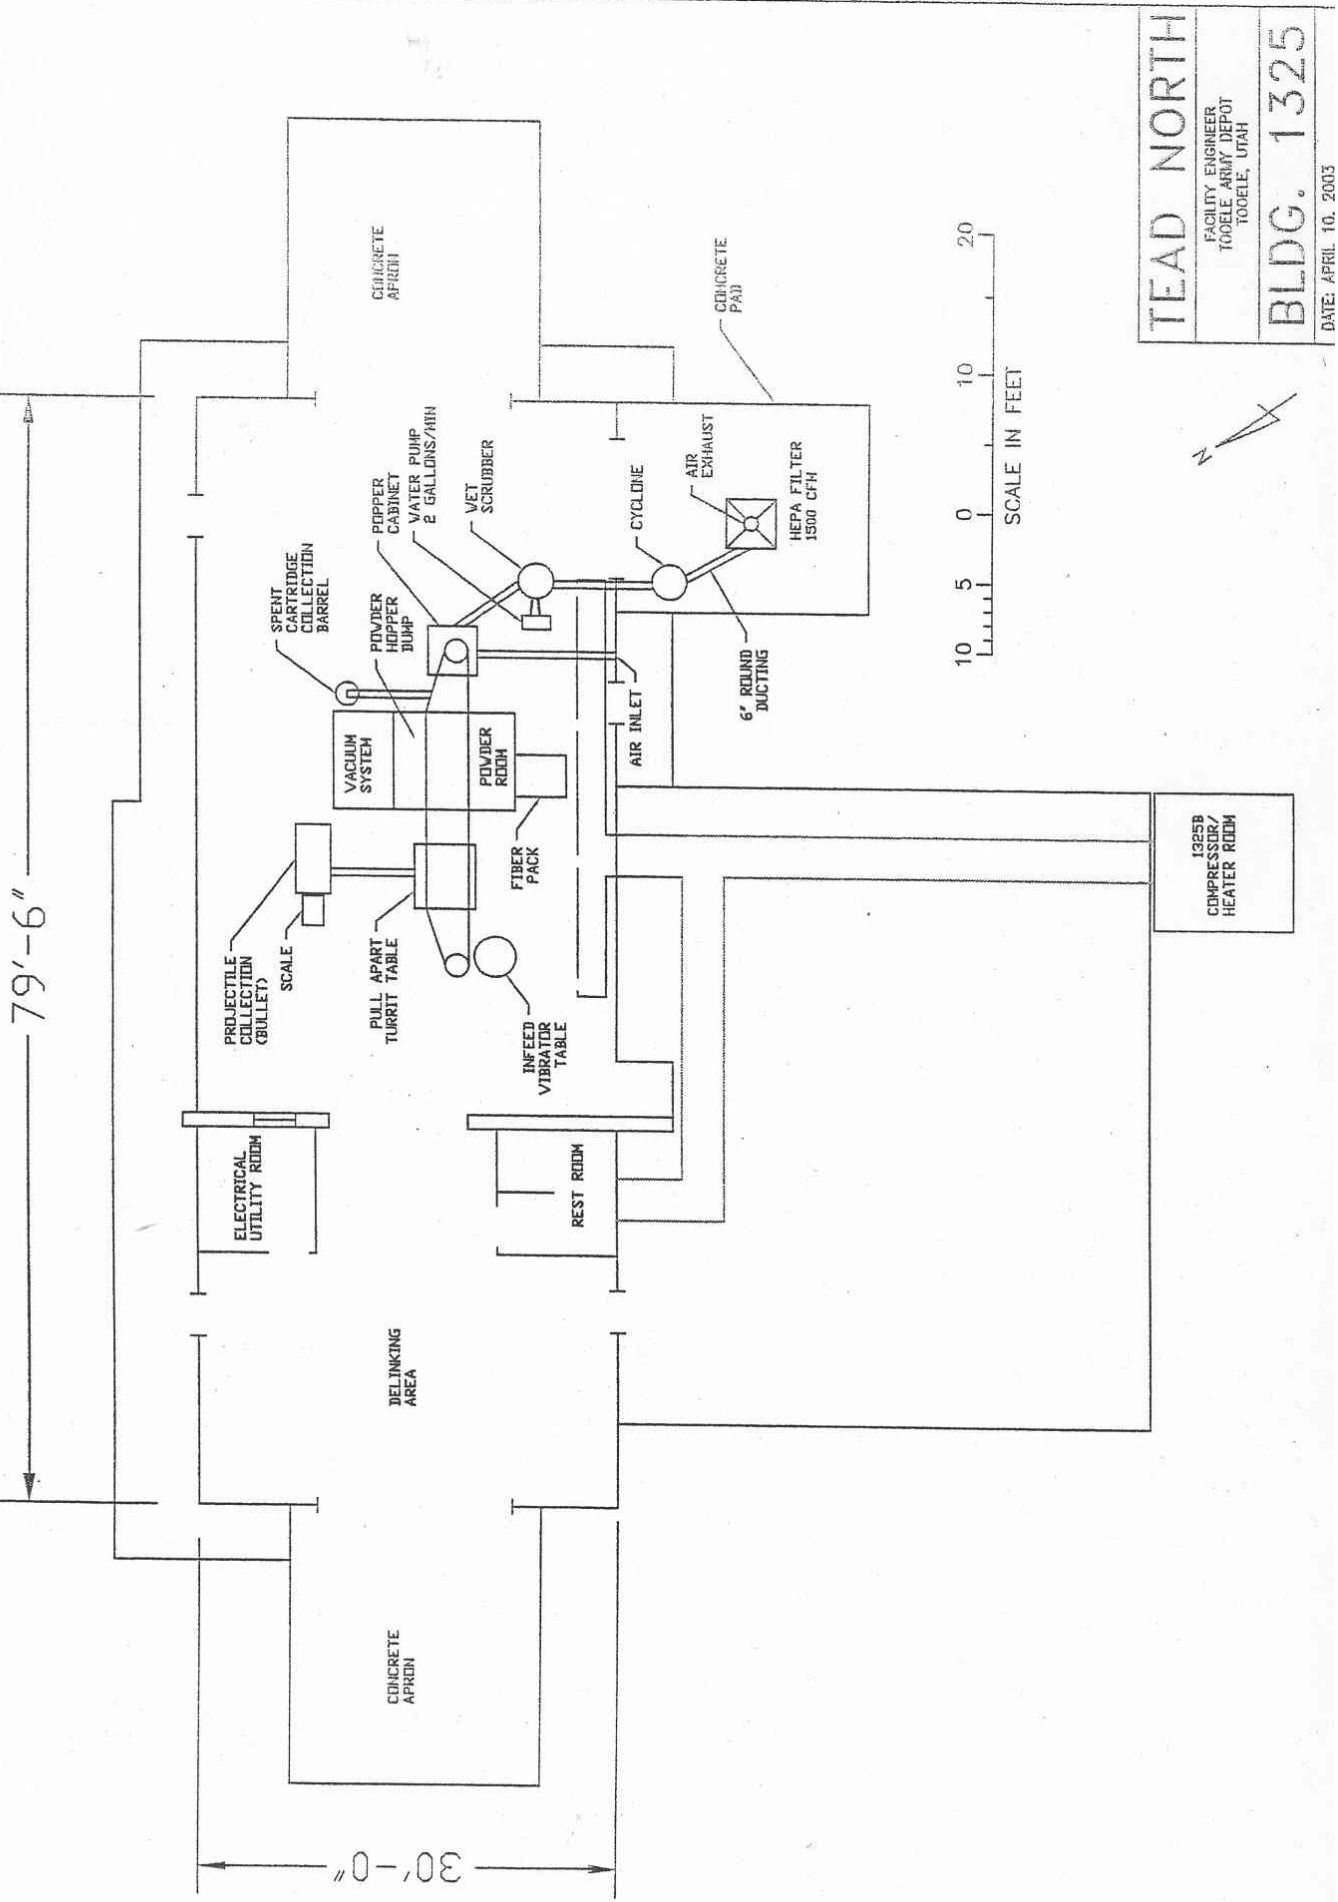 79'-6"
30'-0"
CONCRETE
APRON
DELINKING
AREA
ELECTRICAL
UTILITY ROOM
REST ROOM
PROJECTILE
COLLECTION
(BULLET)
SCALE
PULL APART
TURRIT TABLE
INFEED
VIBRATOR
TABLE
VACUUM
SYSTEM
POWDER
ROOM
FIBER
PACK
SPENT
CARTRIDGE
COLLECTION
BARREL
POWDER
HOPPER
DUMP
POPPER
CABINET
WATER PUMP
2 GALLONS/MIN
WET
SCRUBBER
CYCLONE
AIR
EXHAUST
HEPA FILTER
1500 CFM
AIR INLET
6" ROUND
DUCTING
CONCRETE
APRON
CONCRETE
PAD
1325B
COMPRESSOR/
HEATER ROOM
10 5 0 10 20
SCALE IN FEET
N
TEAD NORTH
FACILITY ENGINEER
TOOELE ARMY DEPOT
TOOELE, UTAH
BLDG. 1325
DATE: APRIL 10, 2003